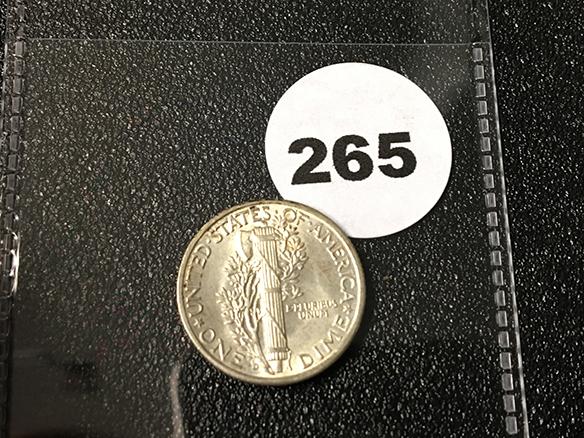 265
UNITED·STATES·OF·AMERICA
E·PLURIBUS
UNUM
ONE DIME